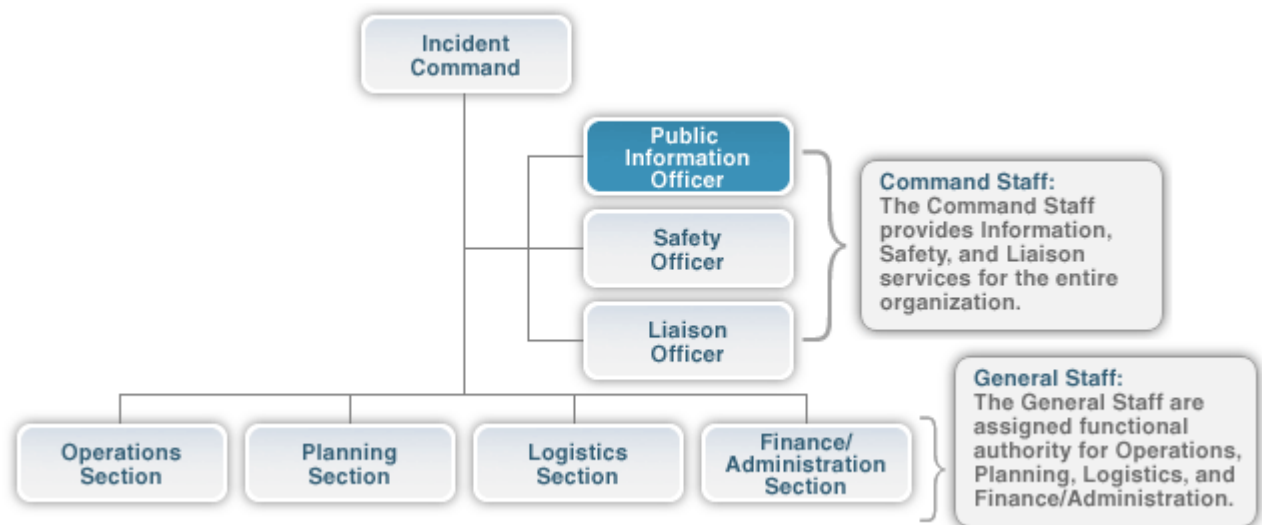 Incident
Command
Public
Information
Officer
Safety
Officer
Liaison
Officer
Command Staff:
The Command Staff
provides Information,
Safety, and Liaison
services for the entire
organization.
Operations
Section
Planning
Section
Logistics
Section
Finance/
Administration
Section
General Staff:
The General Staff are
assigned functional
authority for Operations,
Planning, Logistics, and
Finance/Administration.